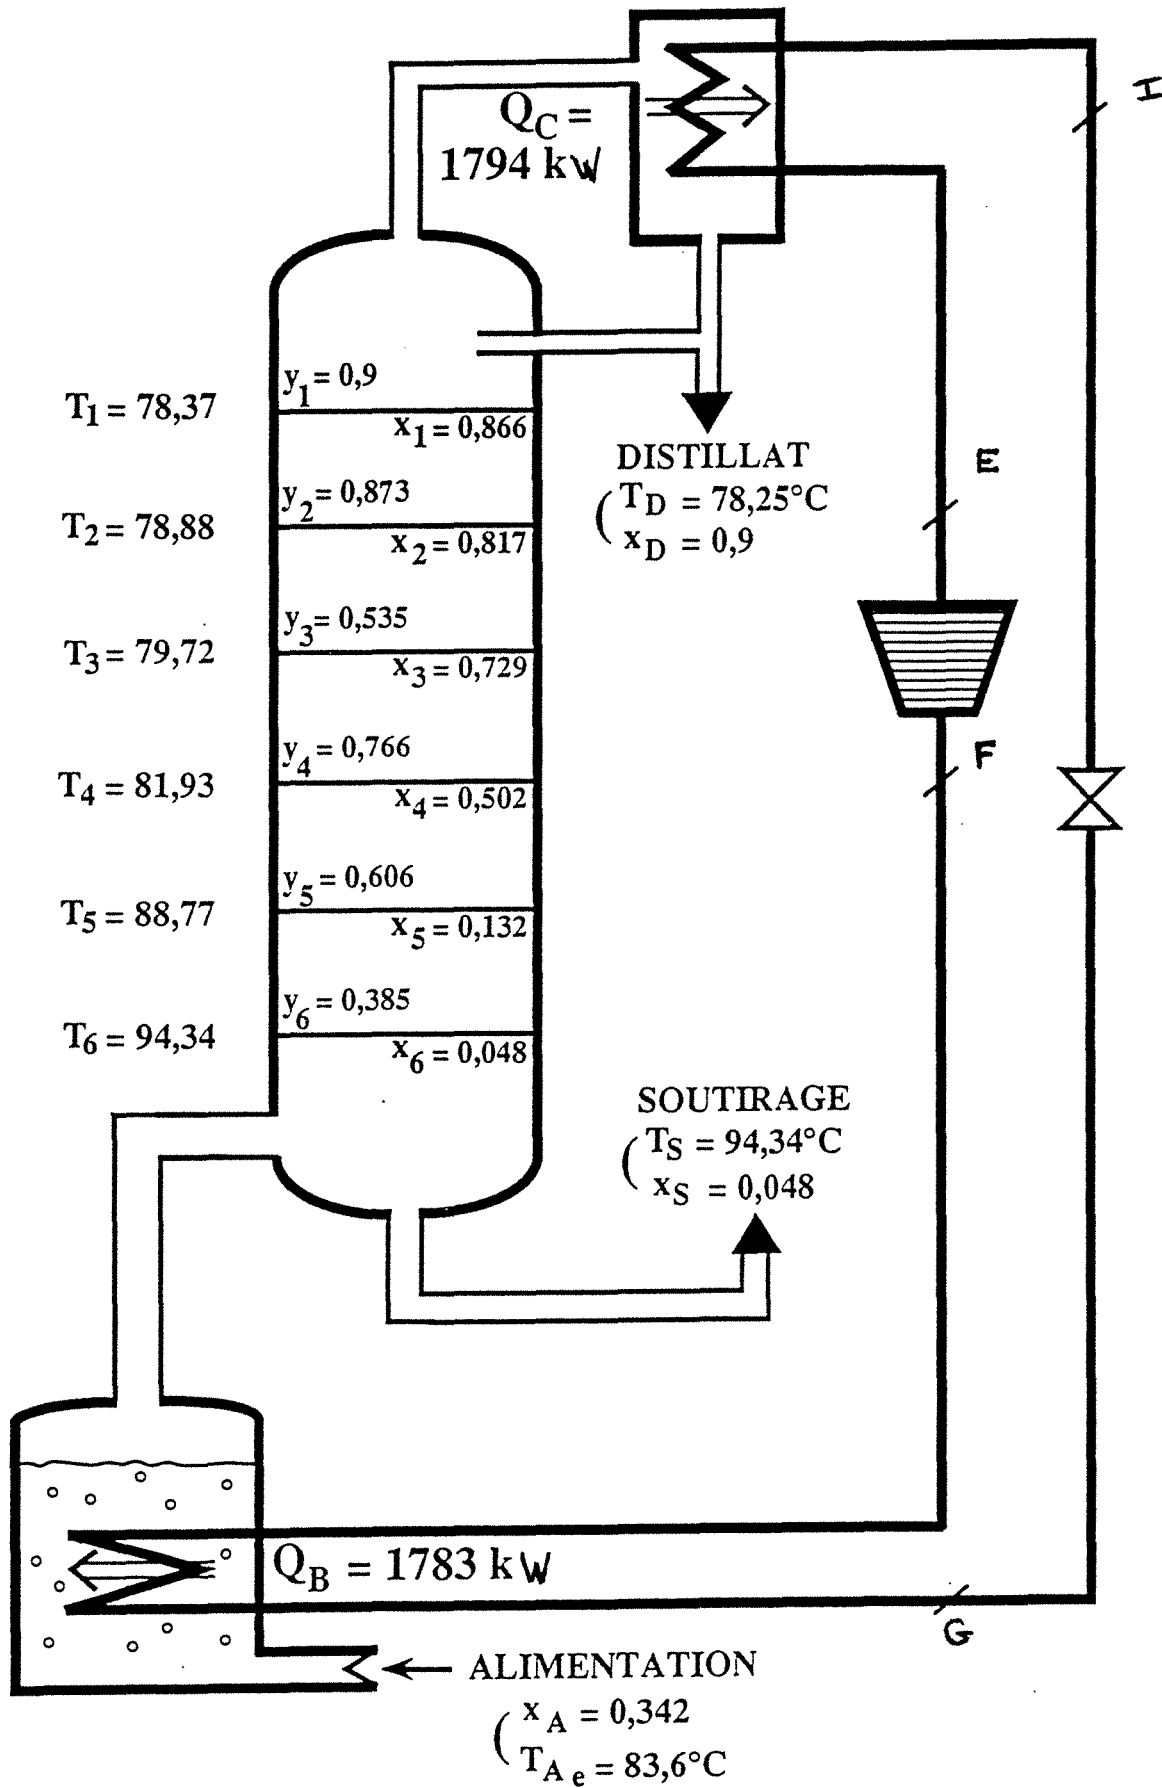 I
Q_C =
1794 kW
y_1 = 0,9
T_1 = 78,37
x_1 = 0,866
DISTILLAT
T_D = 78,25°C
x_D = 0,9
E
y_2 = 0,873
T_2 = 78,88
x_2 = 0,817
y_3 = 0,535
T_3 = 79,72
x_3 = 0,729
F
y_4 = 0,766
T_4 = 81,93
x_4 = 0,502
y_5 = 0,606
T_5 = 88,77
x_5 = 0,132
y_6 = 0,385
T_6 = 94,34
x_6 = 0,048
SOUTIRAGE
T_S = 94,34°C
x_S = 0,048
Q_B = 1783 kW
G
ALIMENTATION
x_A = 0,342
T_A_e = 83,6°C